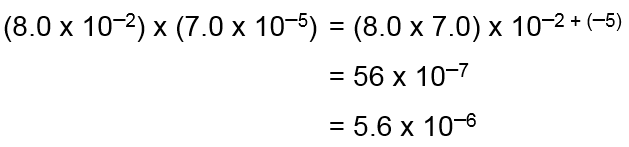 (8.0 x 10⁻²) x (7.0 x 10⁻⁵) = (8.0 x 7.0) x 10⁻²⁺⁽⁻⁵⁾
= 56 x 10⁻⁷
= 5.6 x 10⁻⁶